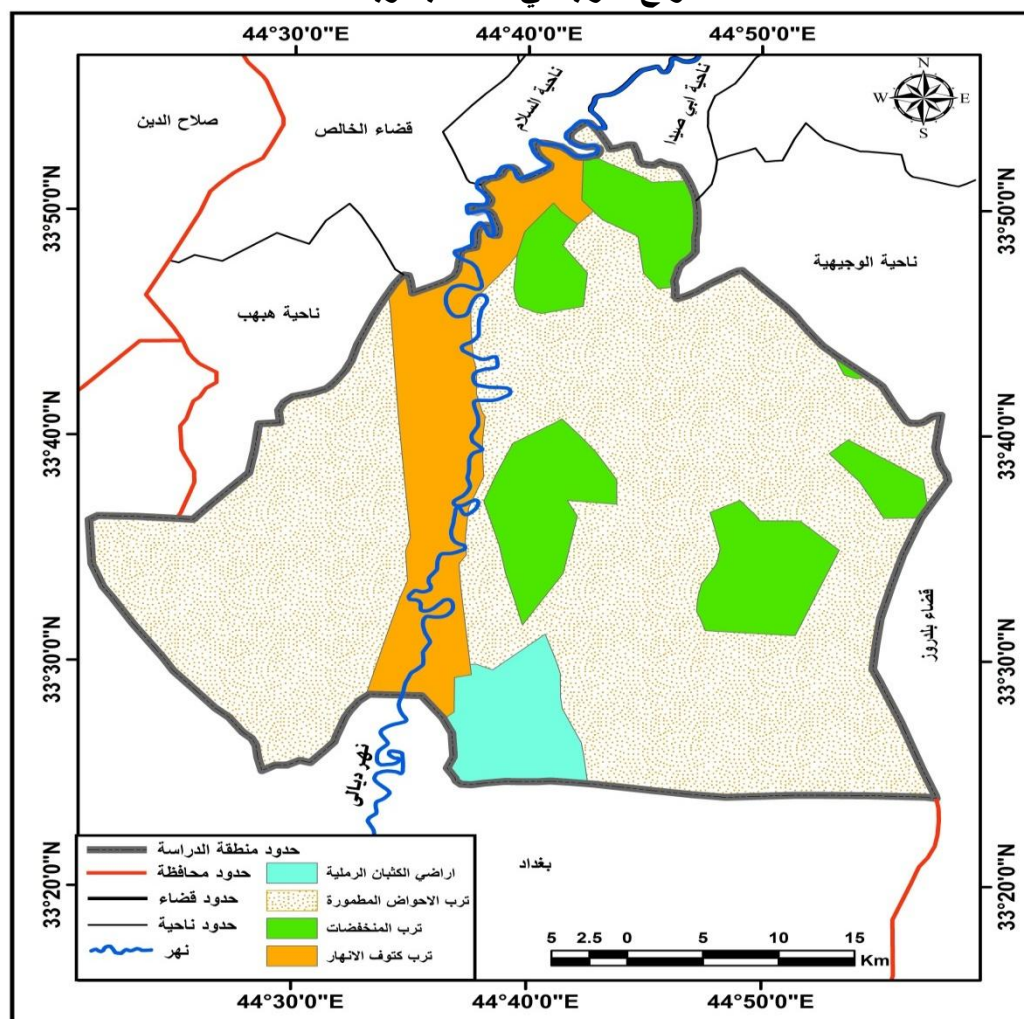 44°30'0"E
44°40'0"E
44°50'0"E
N
W
E
S
صلاح الدين
قضاء الخالص
ناحية السلام
ناحية ابي صيدا
33°50'0"N
33°50'0"N
ناحية الوجيهية
ناحية هبهب
33°40'0"N
33°40'0"N
قضاء بلدروز
33°30'0"N
33°30'0"N
نهر ديالى
بغداد
33°20'0"N
33°20'0"N
حدود منطقة الدراسة
حدود محافظة
حدود قضاء
حدود ناحية
نهر
اراضي الكثبان الرملية
ترب الاحواض المطمورة
ترب المنخفضات
ترب كتوف الانهار
5 2.5 0 5 10 15
Km
44°30'0"E
44°40'0"E
44°50'0"E